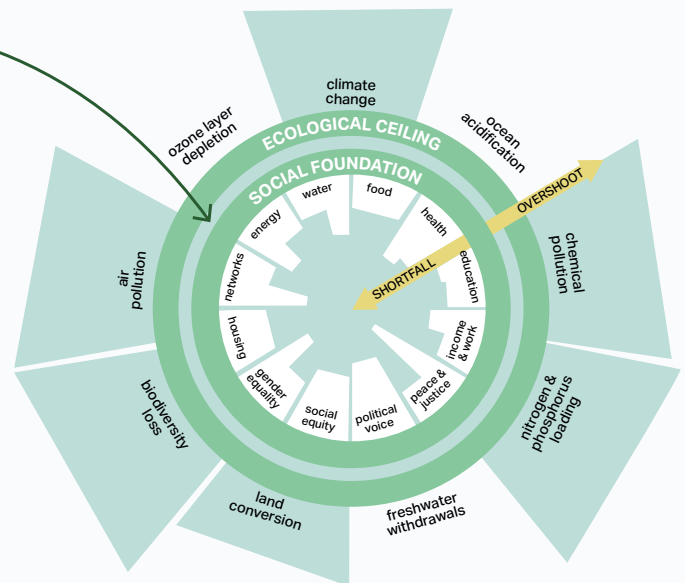 climate
change
ozone layer
depletion
ocean
acidification
ECOLOGICAL CEILING
SOCIAL FOUNDATION
OVERSHOOT
SHORTFALL
water
food
energy
health
networks
education
housing
income
& work
gender
equality
peace &
justice
social
equity
political
voice
air
pollution
chemical
pollution
biodiversity
loss
nitrogen &
phosphorus
loading
land
conversion
freshwater
withdrawals